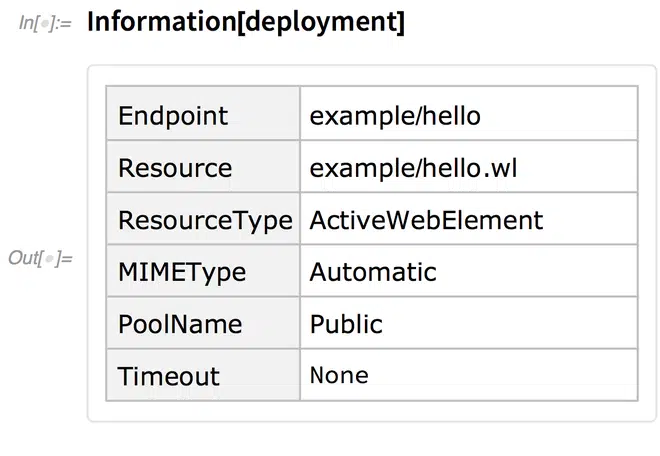 In[•]:= Information[deployment]
Endpoint example/hello
Resource example/hello.wl
ResourceType ActiveWebElement
Out[•]= MIMEType Automatic
PoolName Public
Timeout None